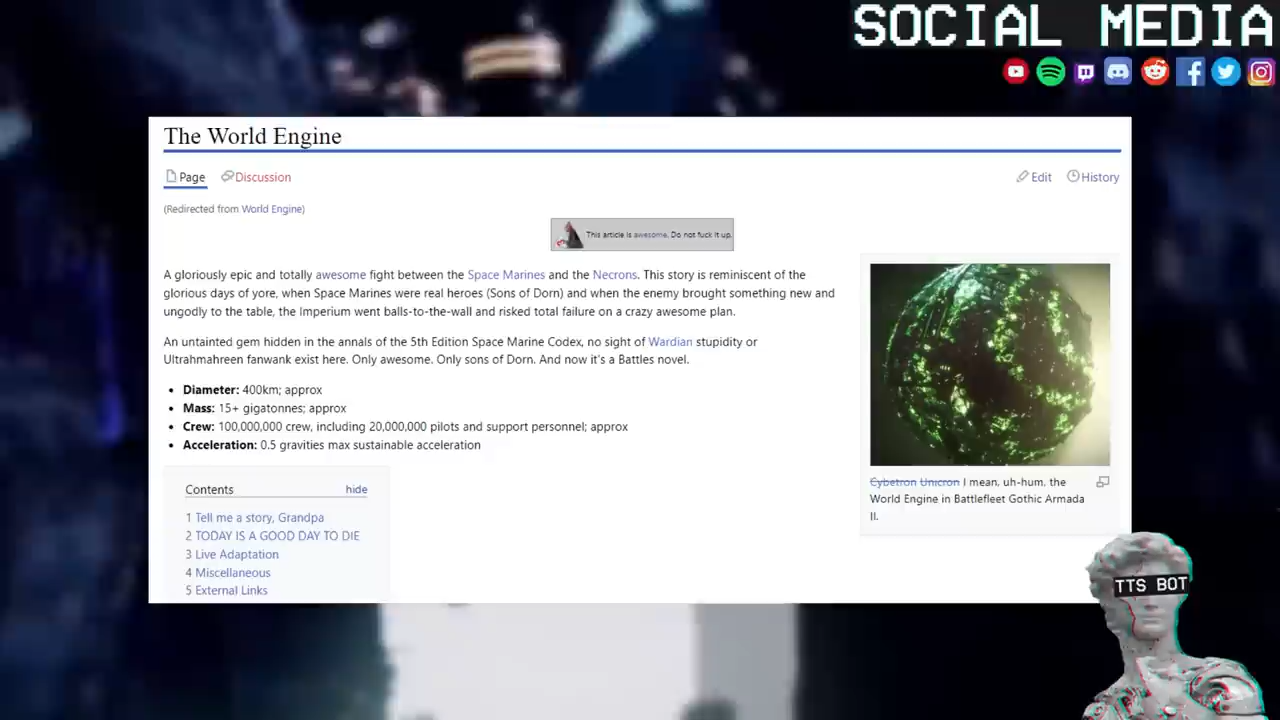 SOCIAL MEDIA
The World Engine
Page
Discussion
Edit
History
(Redirected from World Engine)
This article is awesome. Do not fuck it up.
A gloriously epic and totally awesome fight between the Space Marines and the Necrons. This story is reminiscent of the
glorious days of yore, when Space Marines were real heroes (Sons of Dorn) and when the enemy brought something new and
ungodly to the table, the Imperium went balls-to-the-wall and risked total failure on a crazy awesome plan.
An untainted gem hidden in the annals of the 5th Edition Space Marine Codex, no sight of Wardian stupidity or
Ultrahmahreen fanwank exist here. Only awesome. Only sons of Dorn. And now it's a Battles novel.
• Diameter: 400km; approx
• Mass: 15+ gigatonnes; approx
• Crew: 100,000,000 crew, including 20,000,000 pilots and support personnel; approx
• Acceleration: 0.5 gravities max sustainable acceleration
Contents hide
1 Tell me a story, Grandpa
2 TODAY IS A GOOD DAY TO DIE
3 Live Adaptation
4 Miscellaneous
5 External Links
Cybetron Unicron I mean, uh-hum, the
World Engine in Battlefleet Gothic Armada
II.
TTS BOT